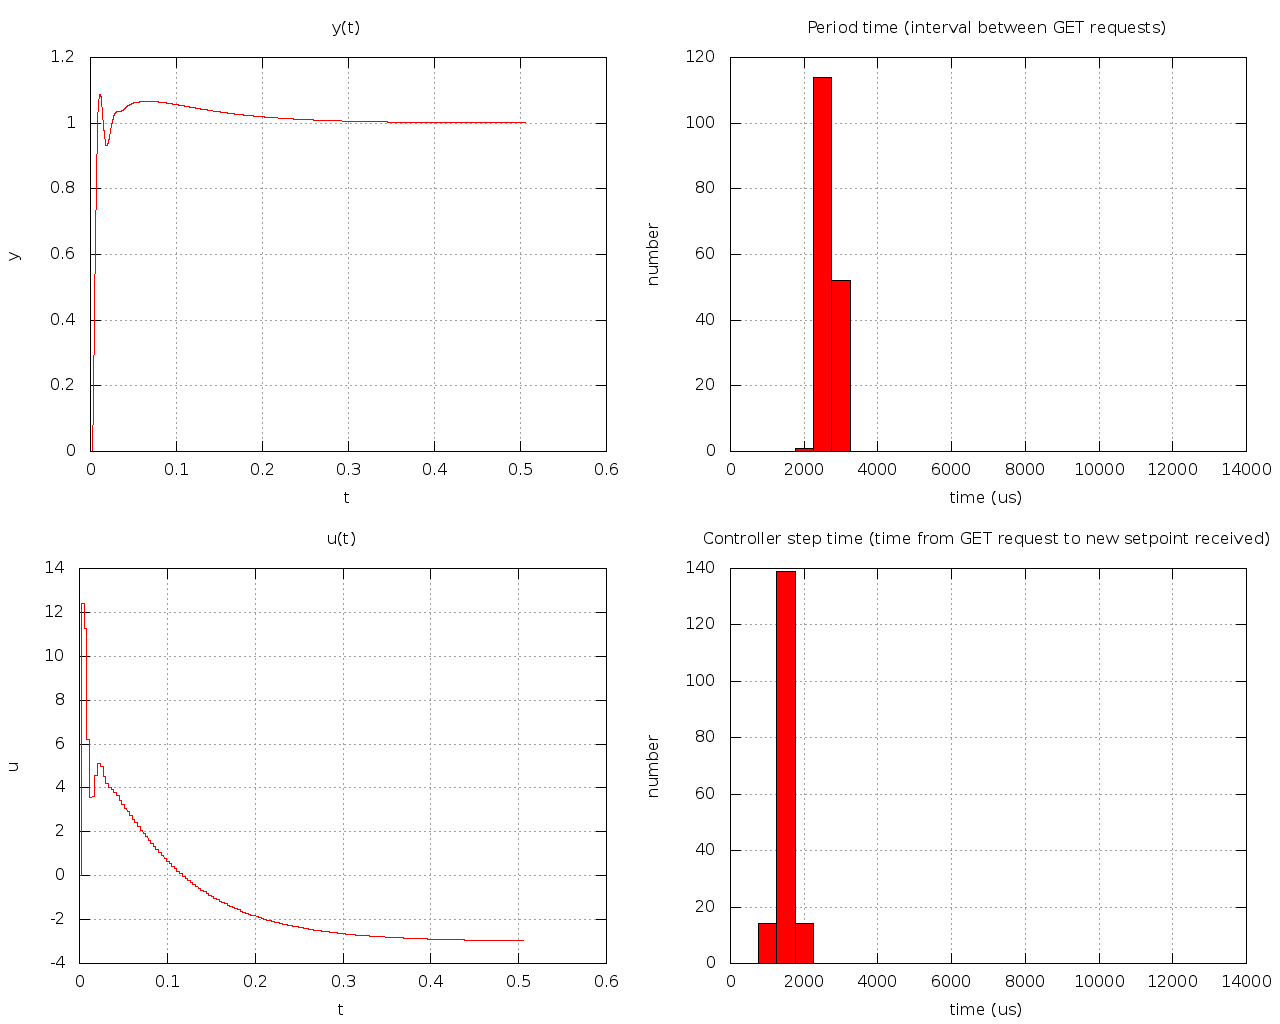 y(t)
1.2
1
0.8
0.6
0.4
0.2
0
y
0 0.1 0.2 0.3 0.4 0.5 0.6
t
Period time (interval between GET requests)
120
100
80
60
40
20
0
number
0 2000 4000 6000 8000 10000 12000 14000
time (us)
u(t)
14
12
10
8
6
4
2
0
-2
-4
u
0 0.1 0.2 0.3 0.4 0.5 0.6
t
Controller step time (time from GET request to new setpoint received)
140
120
100
80
60
40
20
0
number
0 2000 4000 6000 8000 10000 12000 14000
time (us)